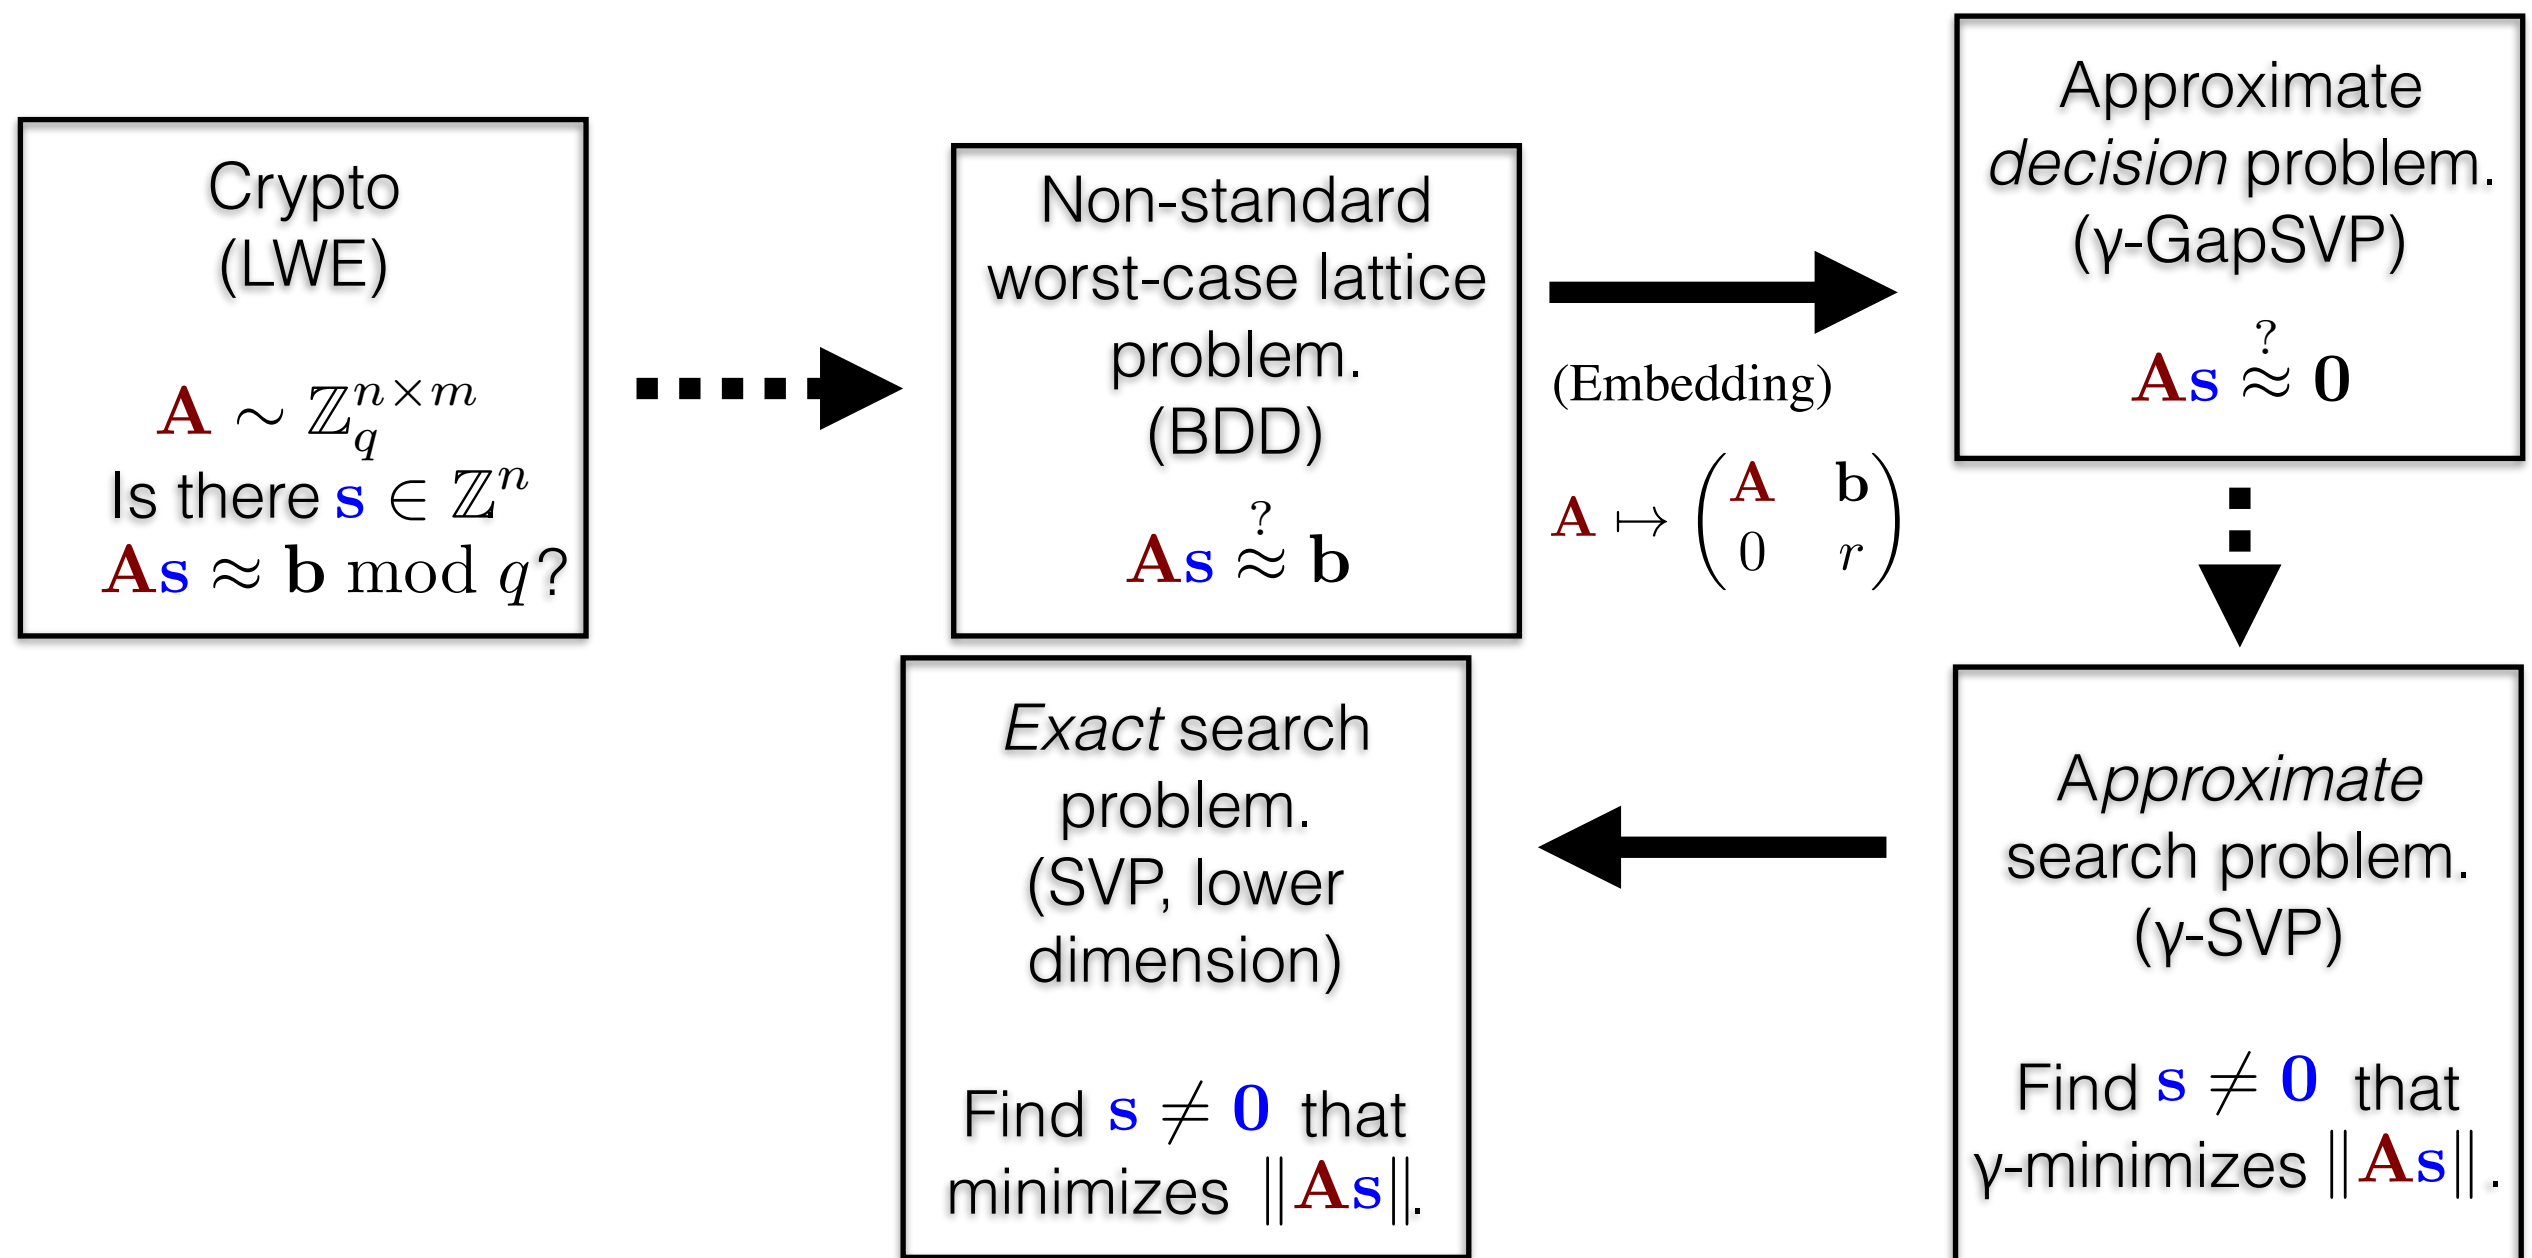 Crypto
(LWE)
A ∼ ℤ_q^{n×m}
Is there s ∈ ℤ^n
As ≈ b mod q?
Non-standard
worst-case lattice
problem.
(BDD)
As ≈^? b
(Embedding)
A ↦ (A b
0 r)
Approximate
decision problem.
(γ-GapSVP)
As ≈^? 0
Approximate
search problem.
(γ-SVP)
Find s ≠ 0 that
γ-minimizes ‖As‖.
Exact search
problem.
(SVP, lower
dimension)
Find s ≠ 0 that
minimizes ‖As‖.